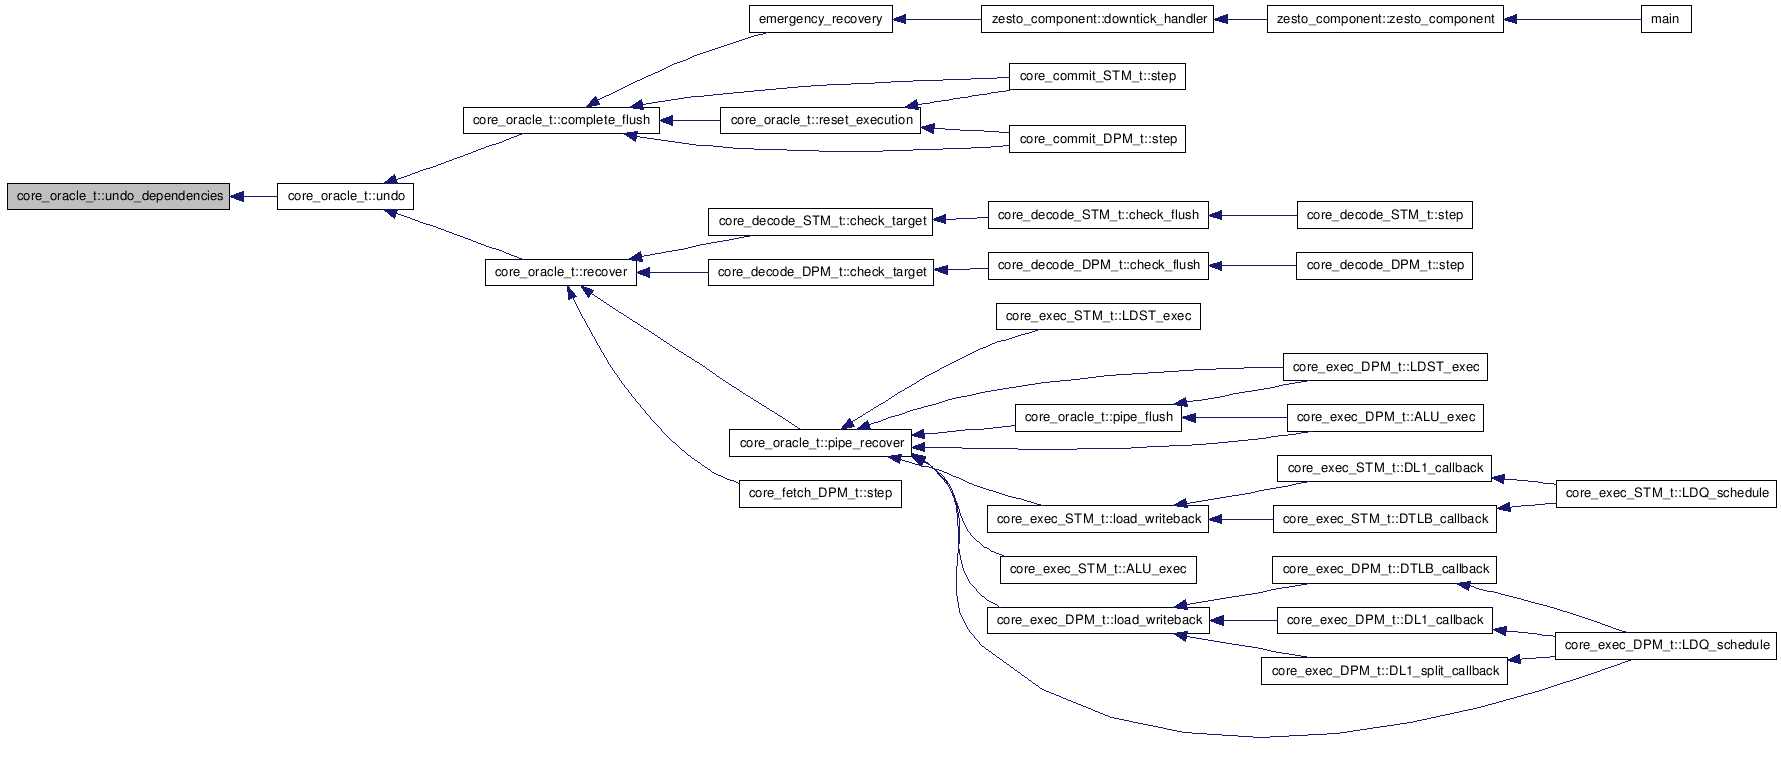 emergency_recovery
zesto_component::downtick_handler
zesto_component::zesto_component
main
core_commit_STM_t::step
core_oracle_t::complete_flush
core_oracle_t::reset_execution
core_commit_DPM_t::step
core_oracle_t::undo_dependencies
core_oracle_t::undo
core_decode_STM_t::check_target
core_decode_STM_t::check_flush
core_decode_STM_t::step
core_oracle_t::recover
core_decode_DPM_t::check_target
core_decode_DPM_t::check_flush
core_decode_DPM_t::step
core_exec_STM_t::LDST_exec
core_exec_DPM_t::LDST_exec
core_oracle_t::pipe_flush
core_exec_DPM_t::ALU_exec
core_oracle_t::pipe_recover
core_exec_STM_t::DL1_callback
core_fetch_DPM_t::step
core_exec_STM_t::LDQ_schedule
core_exec_STM_t::load_writeback
core_exec_STM_t::DTLB_callback
core_exec_STM_t::ALU_exec
core_exec_DPM_t::DTLB_callback
core_exec_DPM_t::load_writeback
core_exec_DPM_t::DL1_callback
core_exec_DPM_t::LDQ_schedule
core_exec_DPM_t::DL1_split_callback